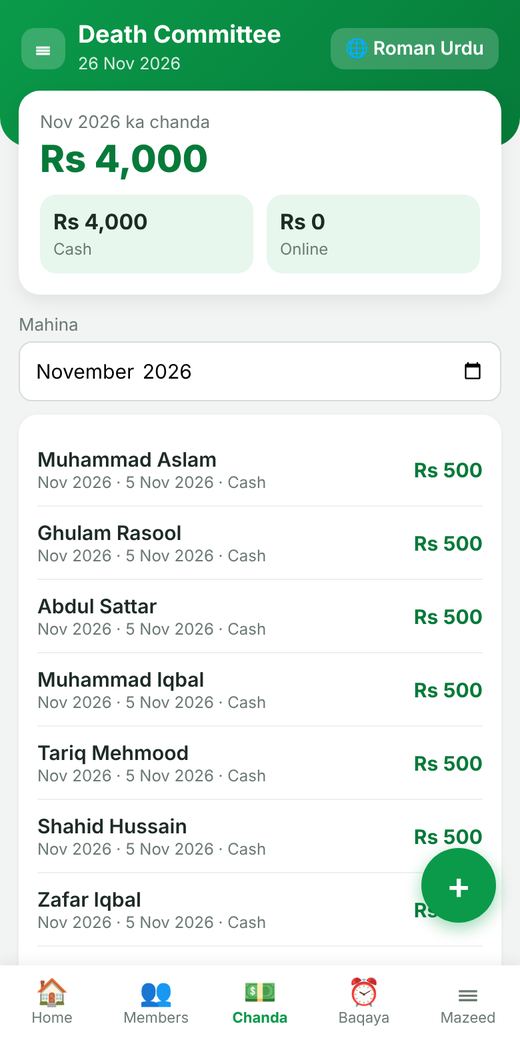 Death Committee
26 Nov 2026
Roman Urdu
Nov 2026 ka chanda
Rs 4,000
Rs 4,000
Cash
Rs 0
Online
Mahina
November 2026
Muhammad Aslam
Nov 2026 · 5 Nov 2026 · Cash
Rs 500
Ghulam Rasool
Nov 2026 · 5 Nov 2026 · Cash
Rs 500
Abdul Sattar
Nov 2026 · 5 Nov 2026 · Cash
Rs 500
Muhammad Iqbal
Nov 2026 · 5 Nov 2026 · Cash
Rs 500
Tariq Mehmood
Nov 2026 · 5 Nov 2026 · Cash
Rs 500
Shahid Hussain
Nov 2026 · 5 Nov 2026 · Cash
Rs 500
Zafar Iqbal
Nov 2026 · 5 Nov 2026 · Cash
Rs
+
Home
Members
Chanda
Baqaya
Mazeed